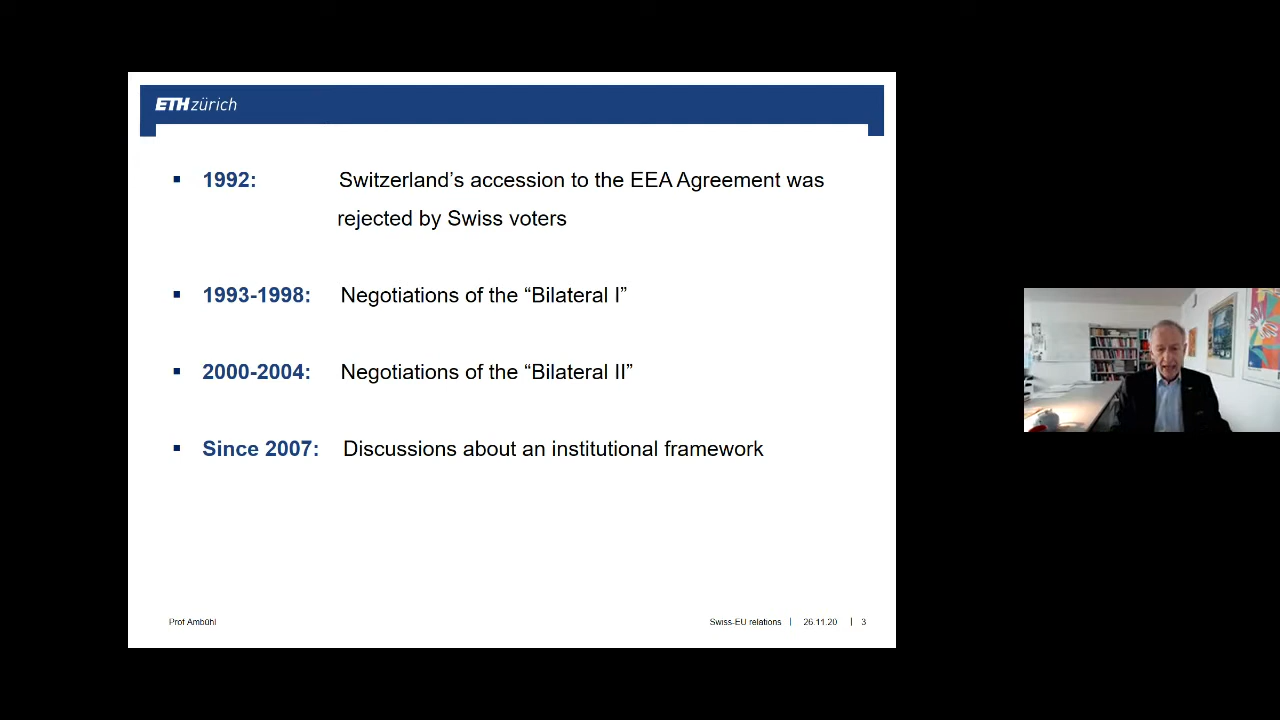 ETH zürich
▪ 1992: Switzerland’s accession to the EEA Agreement was
rejected by Swiss voters
▪ 1993-1998: Negotiations of the “Bilateral I”
▪ 2000-2004: Negotiations of the “Bilateral II”
▪ Since 2007: Discussions about an institutional framework
Prof Ambühl Swiss-EU relations | 26.11.20 | 3